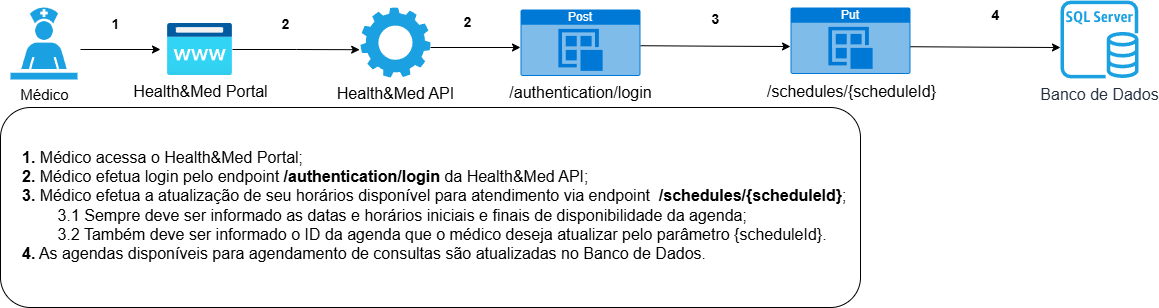 1
2
2
Post
3
Put
4
SQL Server
www
Médico
Health&Med Portal
Health&Med API
/authentication/login
/schedules/{scheduleId}
Banco de Dados
1. Médico acessa o Health&Med Portal;
2. Médico efetua login pelo endpoint /authentication/login da Health&Med API;
3. Médico efetua a atualização de seu horários disponível para atendimento via endpoint /schedules/{scheduleId};
3.1 Sempre deve ser informado as datas e horários iniciais e finais de disponibilidade da agenda;
3.2 Também deve ser informado o ID da agenda que o médico deseja atualizar pelo parâmetro {scheduleId}.
4. As agendas disponíveis para agendamento de consultas são atualizadas no Banco de Dados.